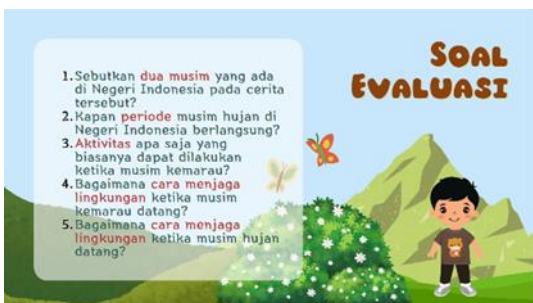 SOAL
EVALUASI
1. Sebutkan dua musim yang ada
di Negeri Indonesia pada cerita
tersebut?
2. Kapan periode musim hujan di
Negeri Indonesia berlangsung?
3. Aktivitas apa saja yang
biasanya dapat dilakukan
ketika musim kemarau?
4. Bagaimana cara menjaga
lingkungan ketika musim
kemarau datang?
5. Bagaimana cara menjaga
lingkungan ketika musim hujan
datang?